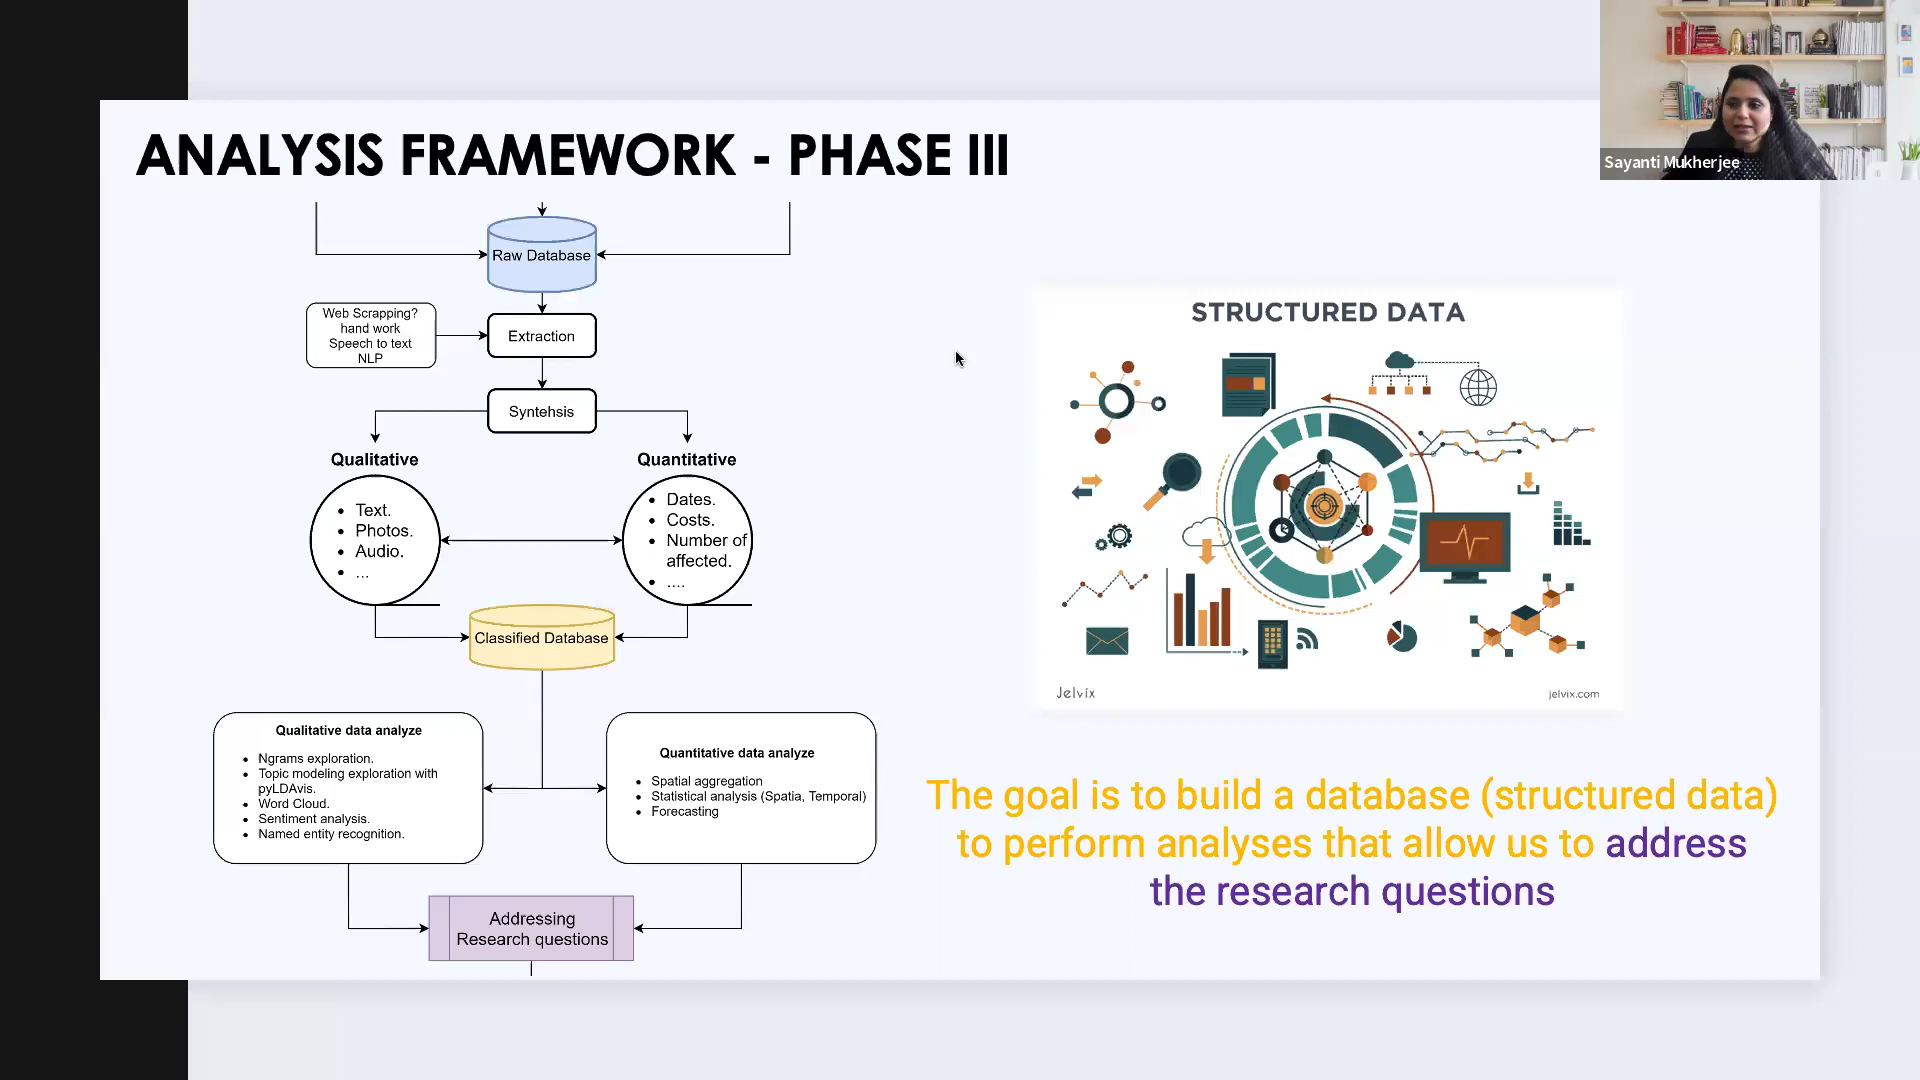 ANALYSIS FRAMEWORK - PHASE III
Sayanti Mukherjee
Raw Database
Web Scrapping?
hand work
Speech to text
NLP
Extraction
Syntehsis
Qualitative
Quantitative
• Text.
• Photos.
• Audio.
• ...
• Dates.
• Costs.
• Number of
affected.
• ....
Classified Database
Qualitative data analyze
• Ngrams exploration.
• Topic modeling exploration with
pyLDAvis.
• Word Cloud.
• Sentiment analysis.
• Named entity recognition.
Quantitative data analyze
• Spatial aggregation
• Statistical analysis (Spatia, Temporal)
• Forecasting
Addressing
Research questions
STRUCTURED DATA
Jelvix
jelvix.com
The goal is to build a database (structured data)
to perform analyses that allow us to address
the research questions